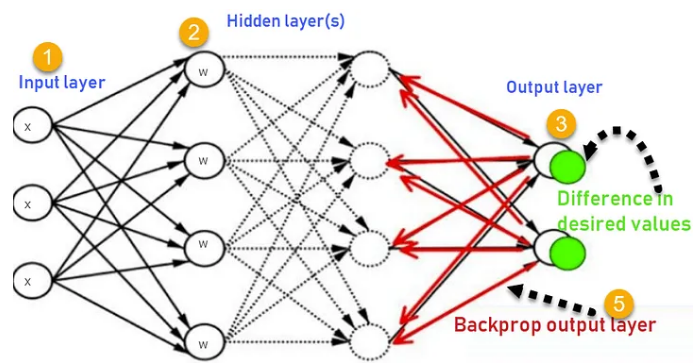 Hidden layer(s)
2
1
Input layer
Output layer
3
x
x
x
w
w
w
w
Difference in
desired values
5
Backprop output layer